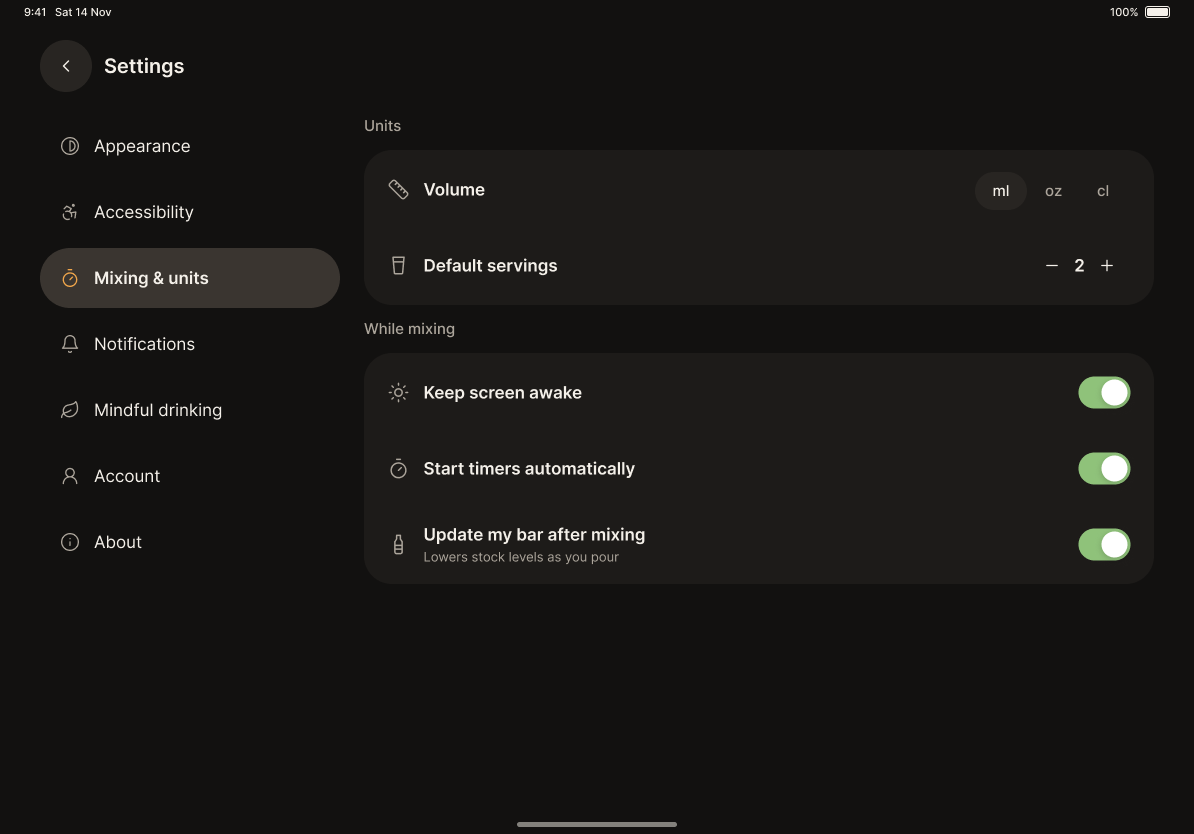 9:41 Sat 14 Nov
100%
Settings
Appearance
Accessibility
Mixing & units
Notifications
Mindful drinking
Account
About
Units
Volume
ml oz cl
Default servings
− 2 +
While mixing
Keep screen awake
Start timers automatically
Update my bar after mixing
Lowers stock levels as you pour